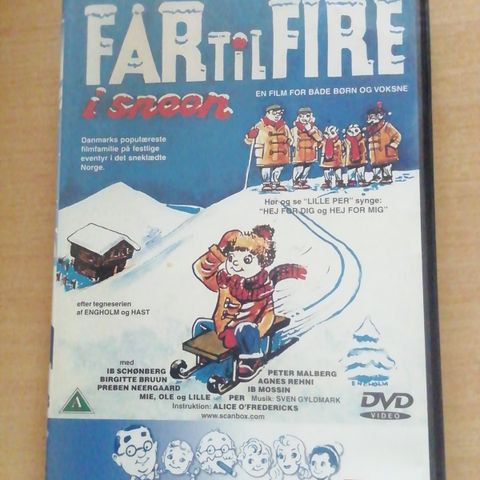 FAR TIL FIRE
i sneen
EN FILM FOR BÅDE BØRN OG VOKSNE
Danmarks populæreste
filmfamilie på festlige
eventyr i det sneklædte
Norge.
Hør og se "LILLE PER" synge:
"HEJ FOR DIG og HEJ FOR MIG"
efter tegneserien
af ENGHOLM og HAST
med
IB SCHØNBERG
BIRGITTE BRUUN
PREBEN NEERGAARD
PETER MALBERG
AGNES REHNI
IB MOSSIN
MIE, OLE og LILLE PER Musik: SVEN GYLDMARK
Instruktion: ALICE O'FREDERICKS
www.scanbox.com
ENGHOLM
A
DVD
VIDEO